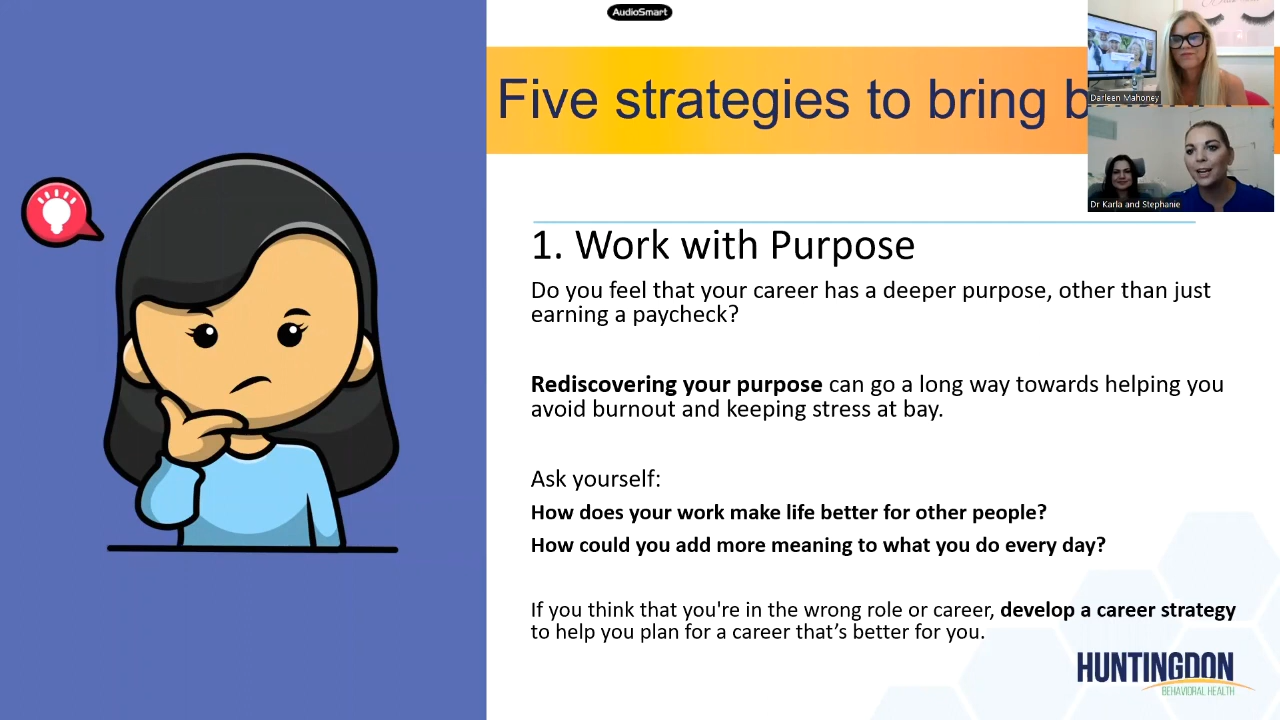 AudioSmart
Five strategies to bring
Darleen Mahoney
Dr Karla and Stephanie
1. Work with Purpose
Do you feel that your career has a deeper purpose, other than just
earning a paycheck?
Rediscovering your purpose can go a long way towards helping you
avoid burnout and keeping stress at bay.
Ask yourself:
How does your work make life better for other people?
How could you add more meaning to what you do every day?
If you think that you're in the wrong role or career, develop a career strategy
to help you plan for a career that’s better for you.
HUNTINGDON
BEHAVIORAL HEALTH